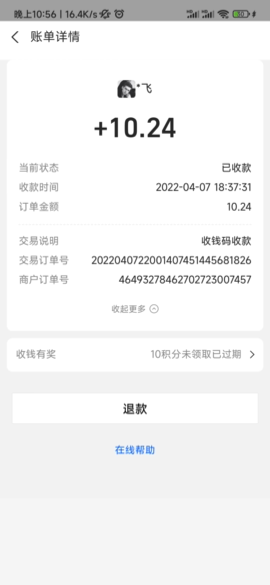 晚上10:56 | 16.4K/s
账单详情
*飞
+10.24
当前状态 已收款
收款时间 2022-04-07 18:37:31
订单金额 10.24
交易说明 收钱码收款
交易订单号 20220407220014074514456818​26
商户订单号 46493278462702723007457
收起更多
收钱有奖 10积分未领取已过期
退款
在线帮助